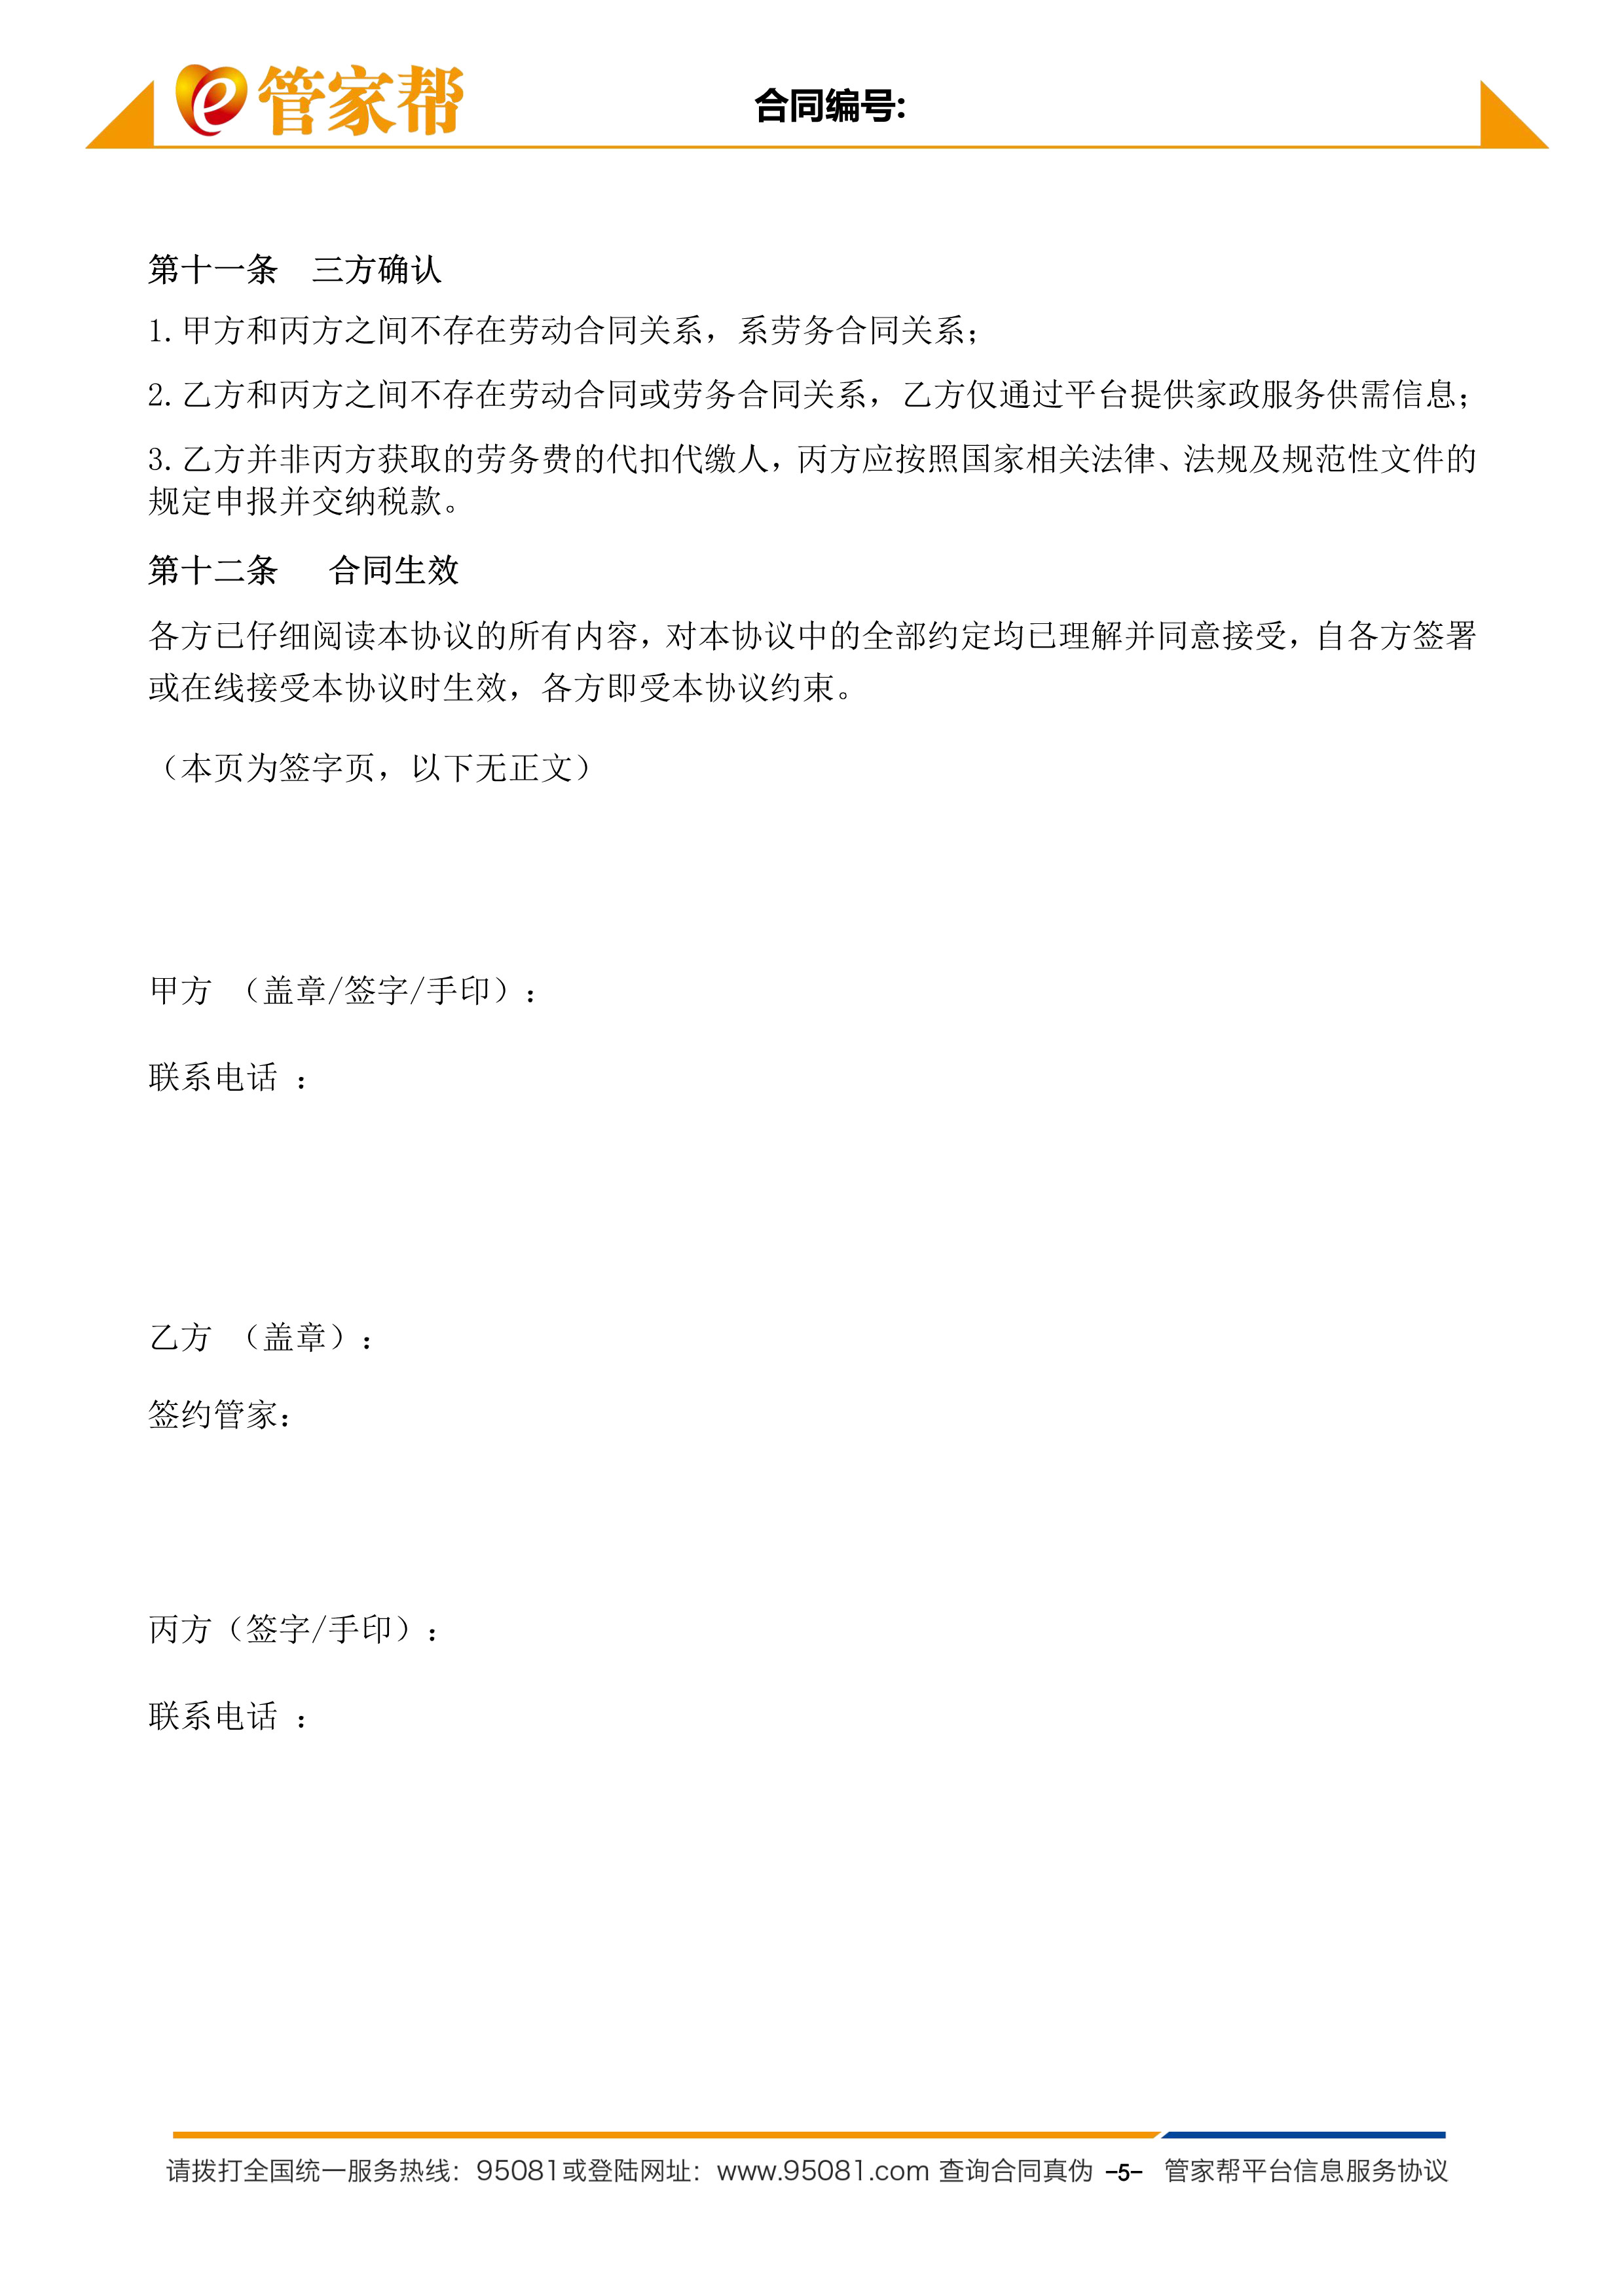 e管家帮
合同编号:
第十一条 三方确认
1.甲方和丙方之间不存在劳动合同关系，系劳务合同关系；
2.乙方和丙方之间不存在劳动合同或劳务合同关系，乙方仅通过平台提供家政服务供需信息；
3.乙方并非丙方获取的劳务费的代扣代缴人，丙方应按照国家相关法律、法规及规范性文件的
规定申报并交纳税款。
第十二条 合同生效
各方已仔细阅读本协议的所有内容，对本协议中的全部约定均已理解并同意接受，自各方签署
或在线接受本协议时生效，各方即受本协议约束。
（本页为签字页，以下无正文）
甲方 （盖章/签字/手印）：
联系电话 ：
乙方 （盖章）：
签约管家：
丙方（签字/手印）：
联系电话 ：
请拨打全国统一服务热线：95081或登陆网址：www.95081.com 查询合同真伪 -5- 管家帮平台信息服务协议